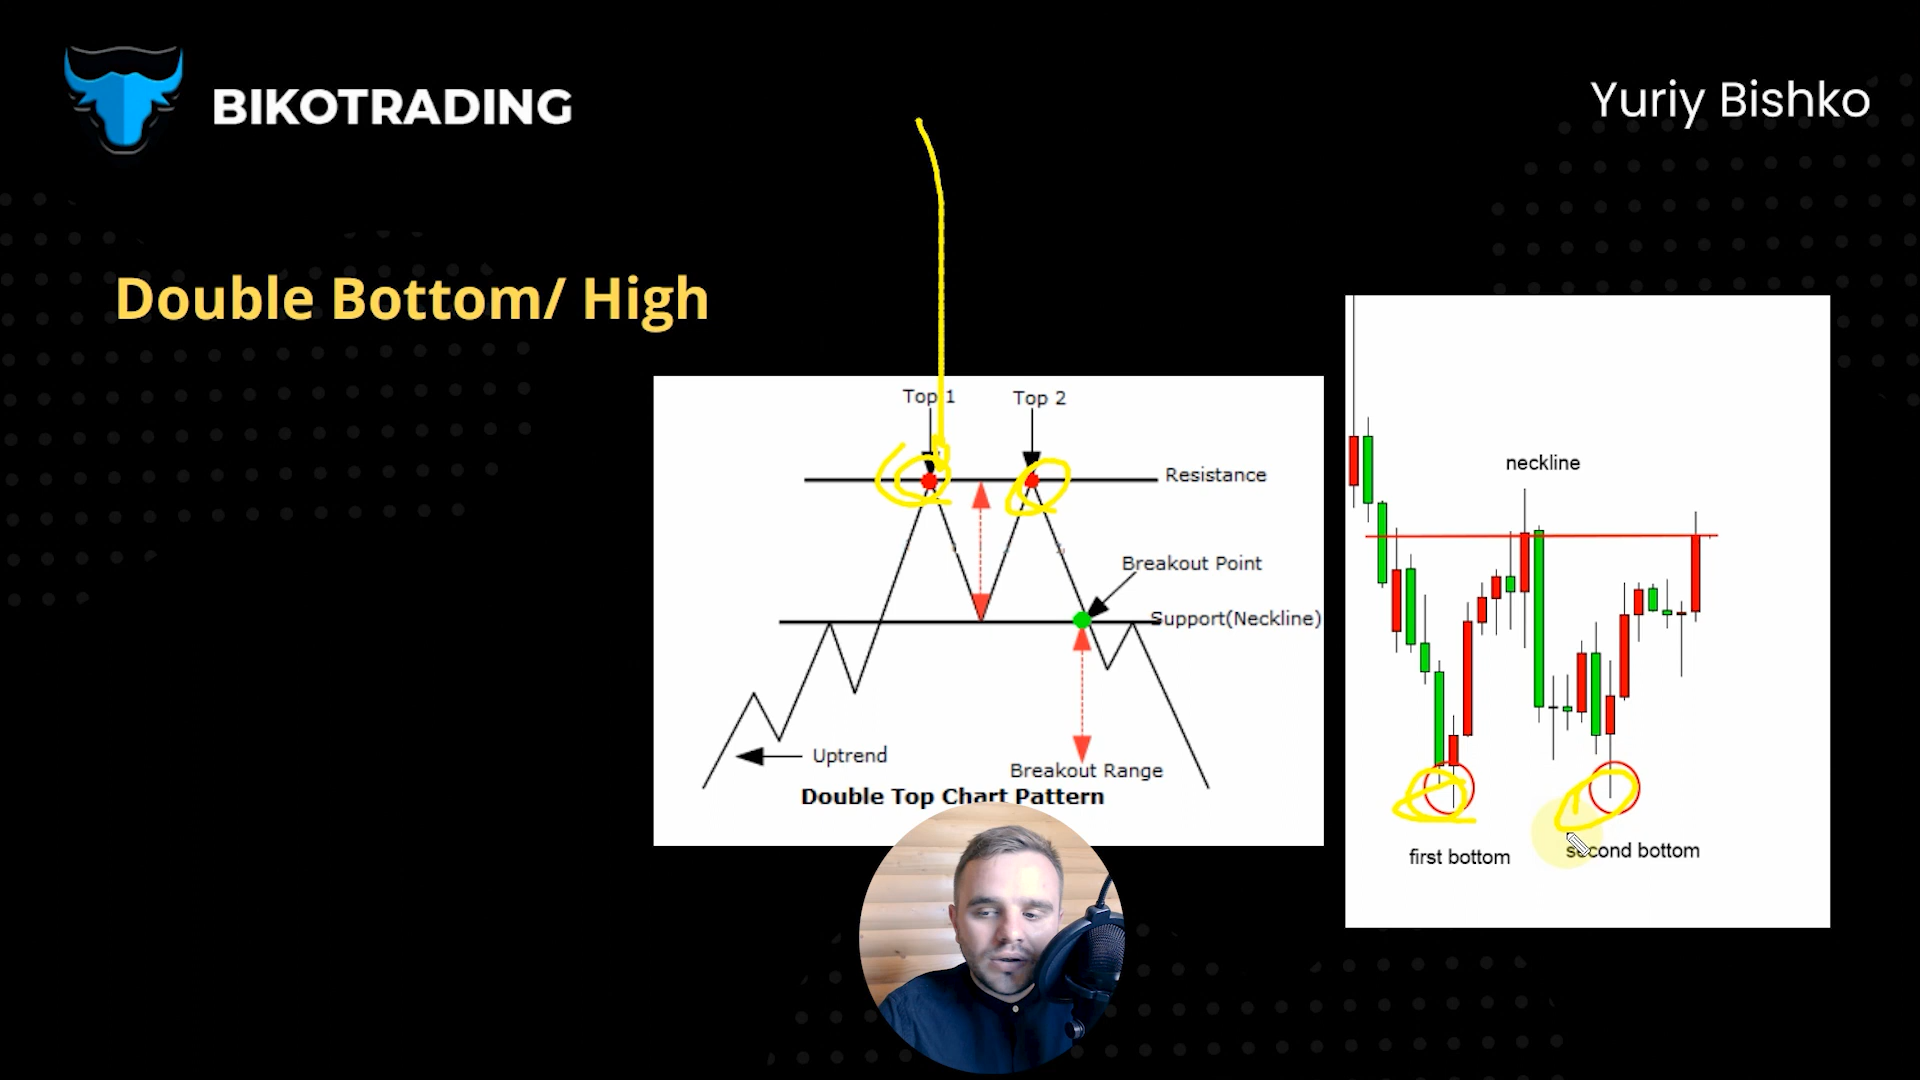 BIKOTRADING
Yuriy Bishko
Double Bottom/ High
Top 1
Top 2
Resistance
Breakout Point
Support(Neckline)
Uptrend
Breakout Range
Double Top Chart Pattern
neckline
first bottom
second bottom